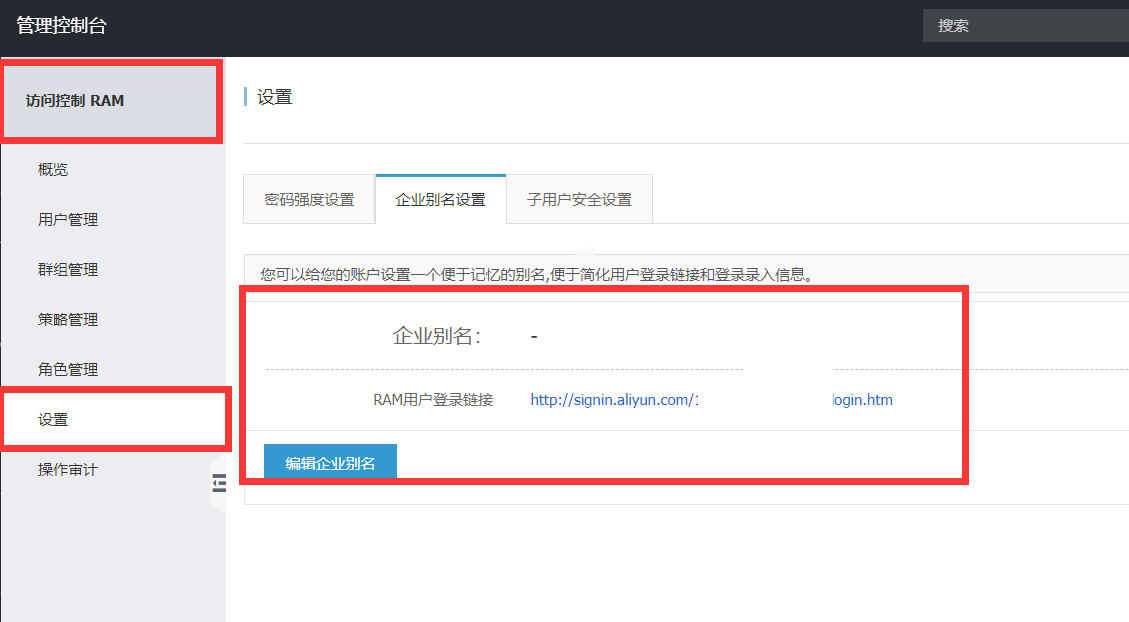 管理控制台
搜索
访问控制 RAM
概览
用户管理
群组管理
策略管理
角色管理
设置
操作审计
设置
密码强度设置
企业别名设置
子用户安全设置
您可以给您的账户设置一个便于记忆的别名,便于简化用户登录链接和登录录入信息。
企业别名: -
RAM用户登录链接 http://signin.aliyun.com/ login.htm
编辑企业别名